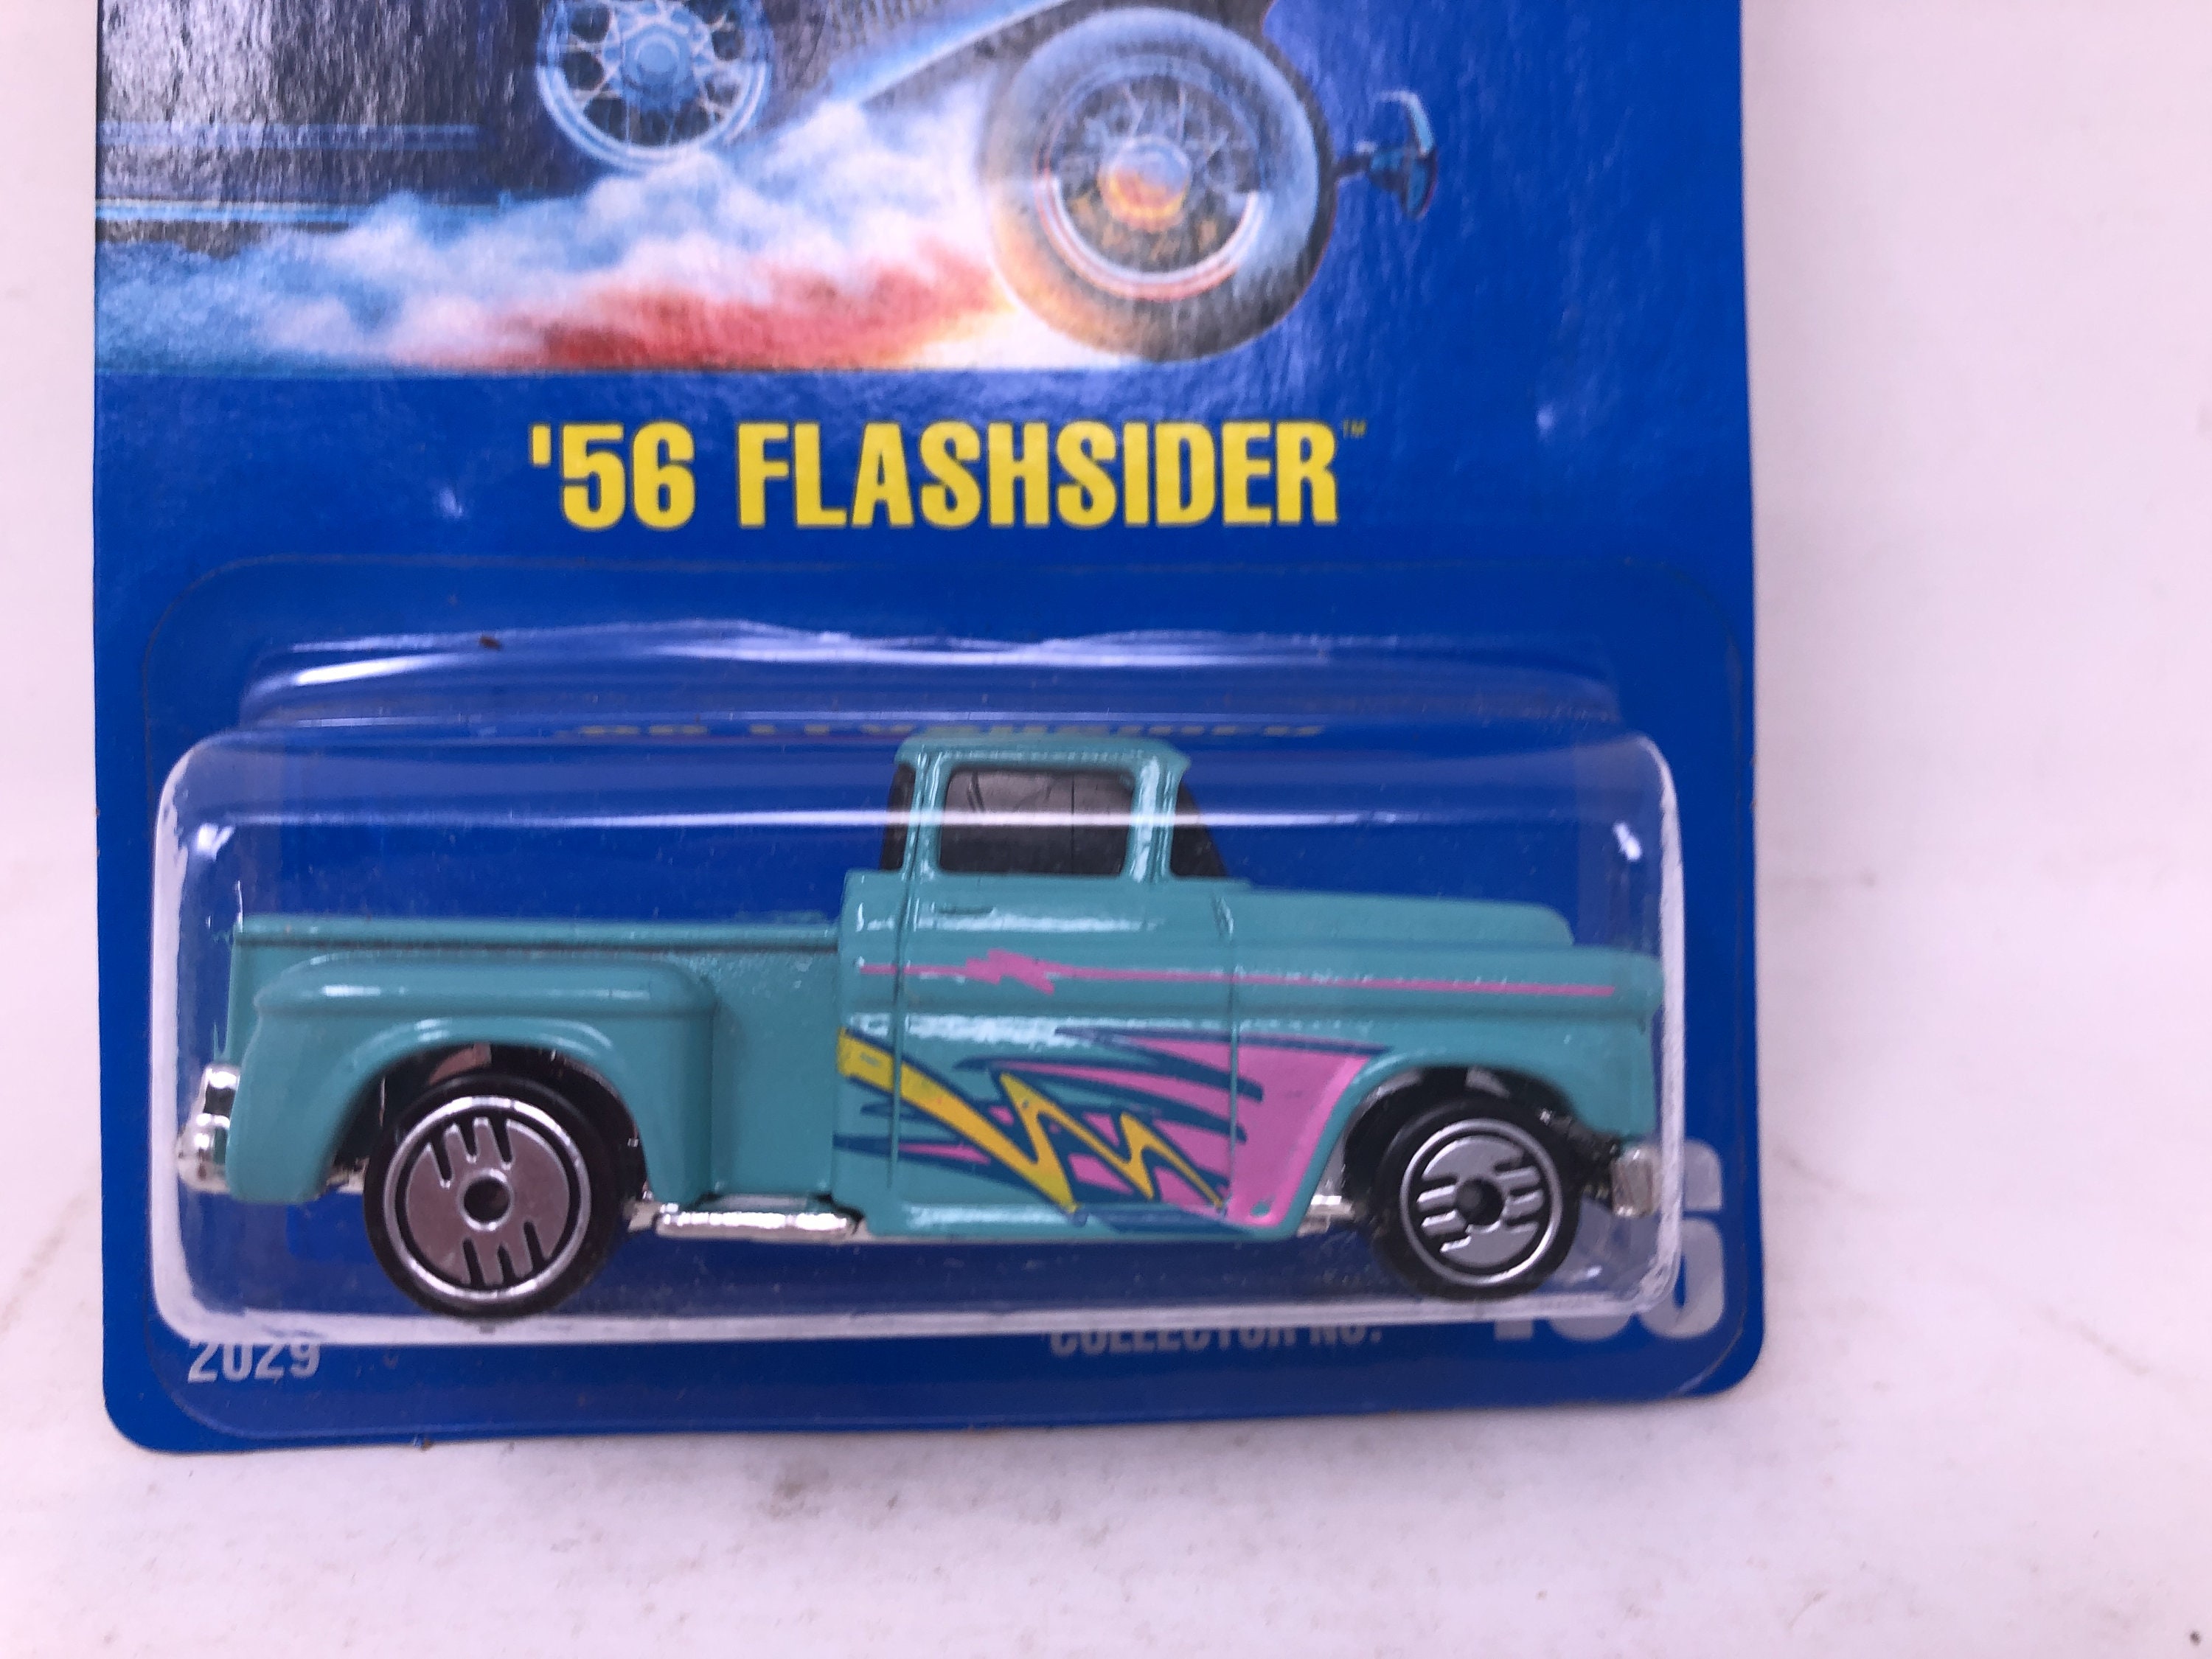 '56 FLASHSIDER™
2029
COLLECTOR NO.